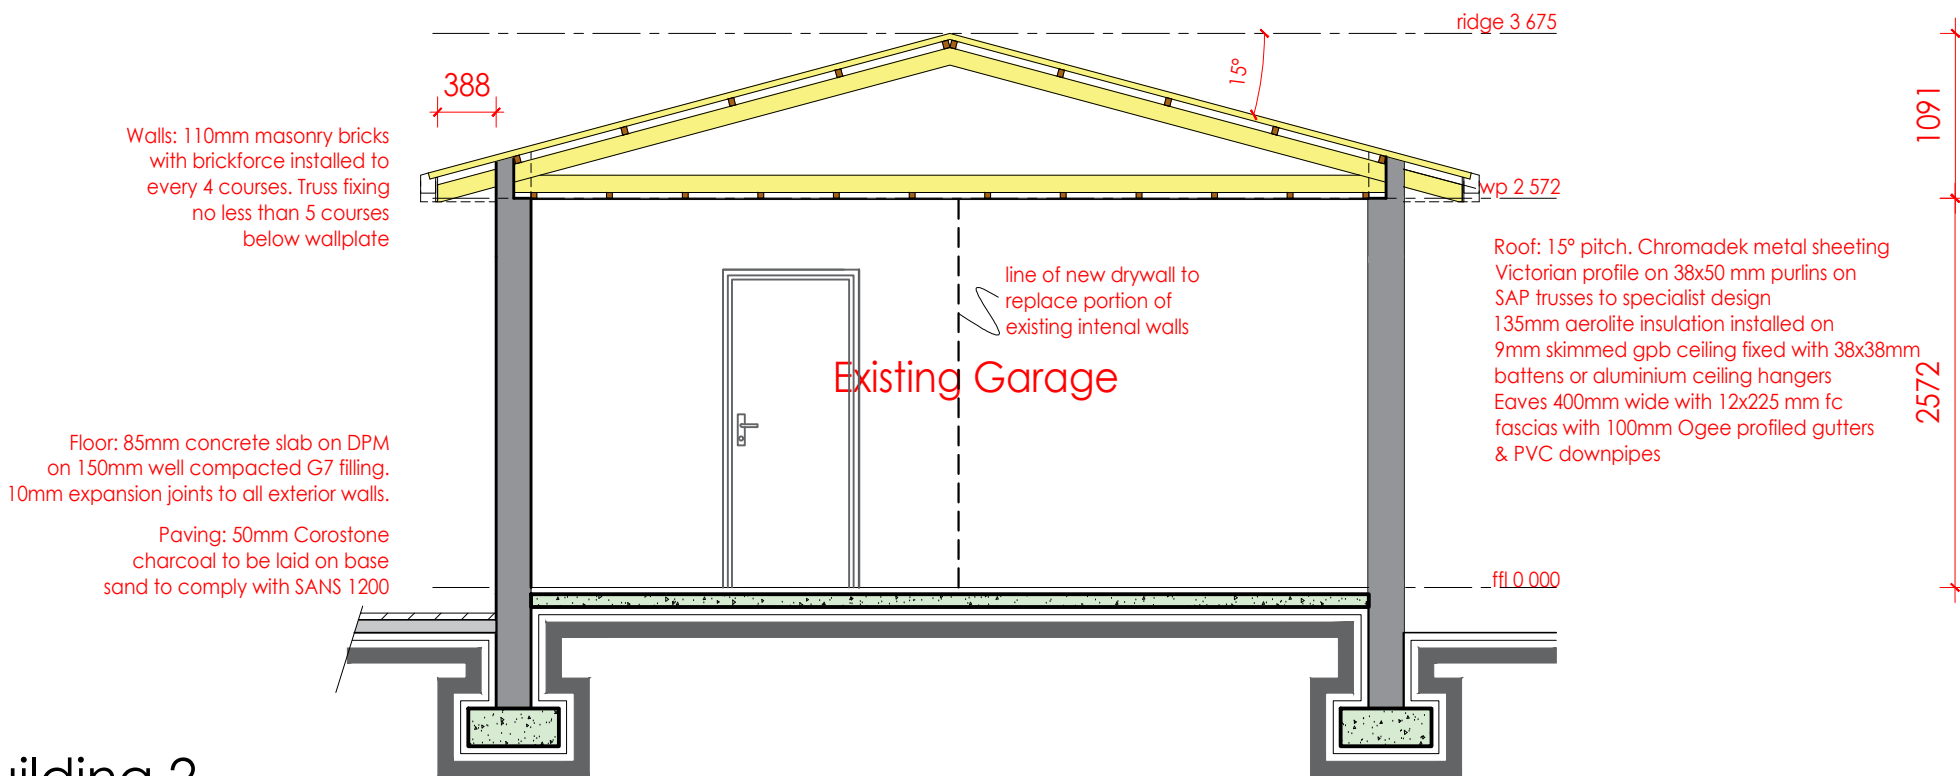 ridge 3 675
388
15°
1091
Walls: 110mm masonry bricks
with brickforce installed to
every 4 courses. Truss fixing
no less than 5 courses
below wallplate
wp 2 572
Roof: 15° pitch. Chromadek metal sheeting
Victorian profile on 38x50 mm purlins on
SAP trusses to specialist design
135mm aerolite insulation installed on
9mm skimmed gpb ceiling fixed with 38x38mm
battens or aluminium ceiling hangers
Eaves 400mm wide with 12x225 mm fc
fascias with 100mm Ogee profiled gutters
& PVC downpipes
2572
line of new drywall to
replace portion of
existing intenal walls
Existing Garage
Floor: 85mm concrete slab on DPM
on 150mm well compacted G7 filling.
10mm expansion joints to all exterior walls.
Paving: 50mm Corostone
charcoal to be laid on base
sand to comply with SANS 1200
ffl 0 000